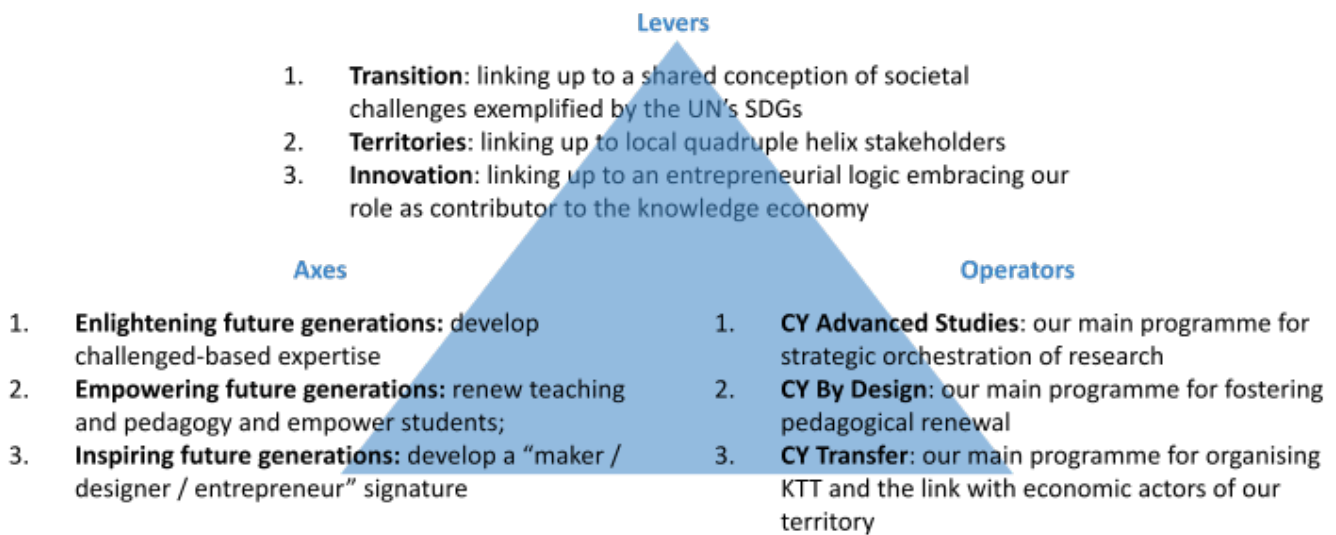 Levers
1. Transition: linking up to a shared conception of societal
challenges exemplified by the UN's SDGs
2. Territories: linking up to local quadruple helix stakeholders
3. Innovation: linking up to an entrepreneurial logic embracing our
role as contributor to the knowledge economy
Axes
1. Enlightening future generations: develop
challenged-based expertise
2. Empowering future generations: renew teaching
and pedagogy and empower students;
3. Inspiring future generations: develop a “maker /
designer / entrepreneur” signature
Operators
1. CY Advanced Studies: our main programme for
strategic orchestration of research
2. CY By Design: our main programme for fostering
pedagogical renewal
3. CY Transfer: our main programme for organising
KTT and the link with economic actors of our
territory